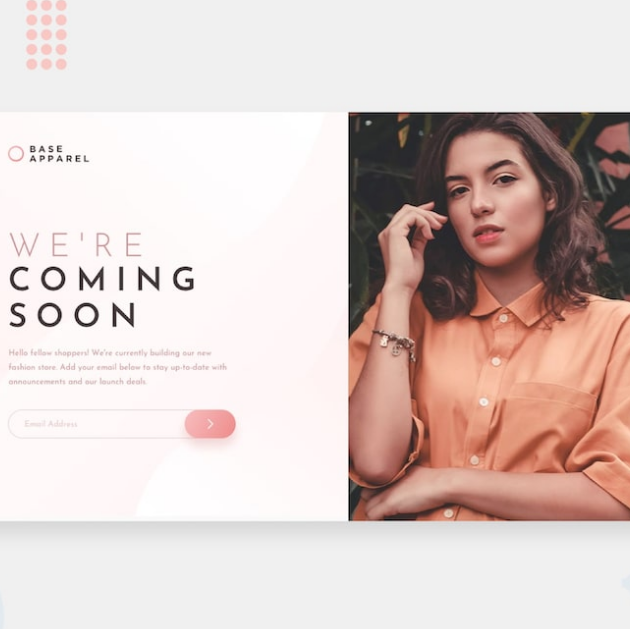 BASE
APPAREL
WE'RE
COMING
SOON
Hello fellow shoppers! We're currently building our new
fashion store. Add your email below to stay up-to-date with
announcements and our launch deals.
Email Address